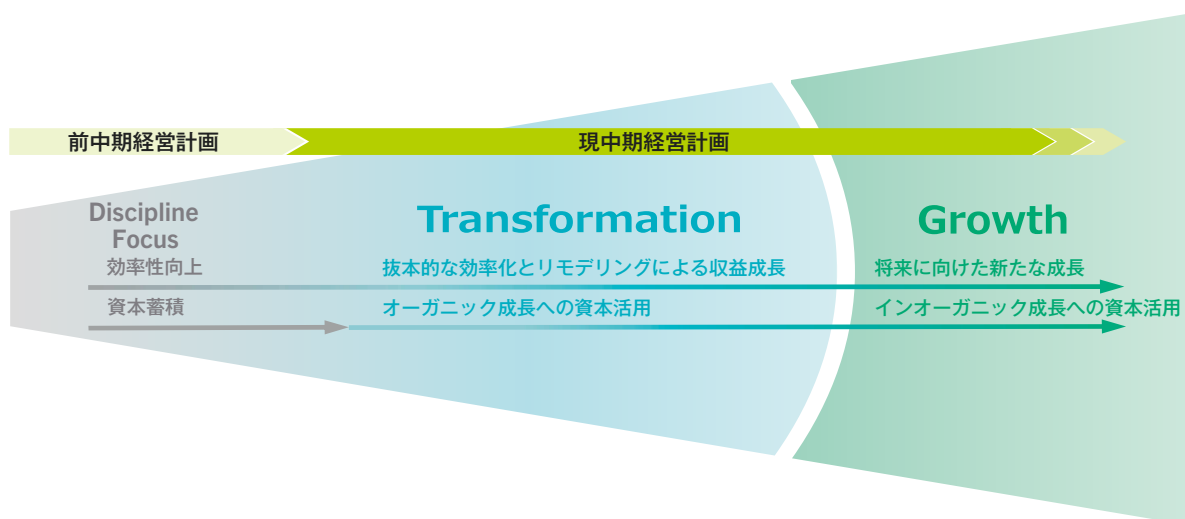 前中期経営計画
現中期経営計画
Discipline
Focus
効率性向上
資本蓄積
Transformation
抜本的な効率化とリモデリングによる収益成長
オーガニック成長への資本活用
Growth
将来に向けた新たな成長
インオーガニック成長への資本活用